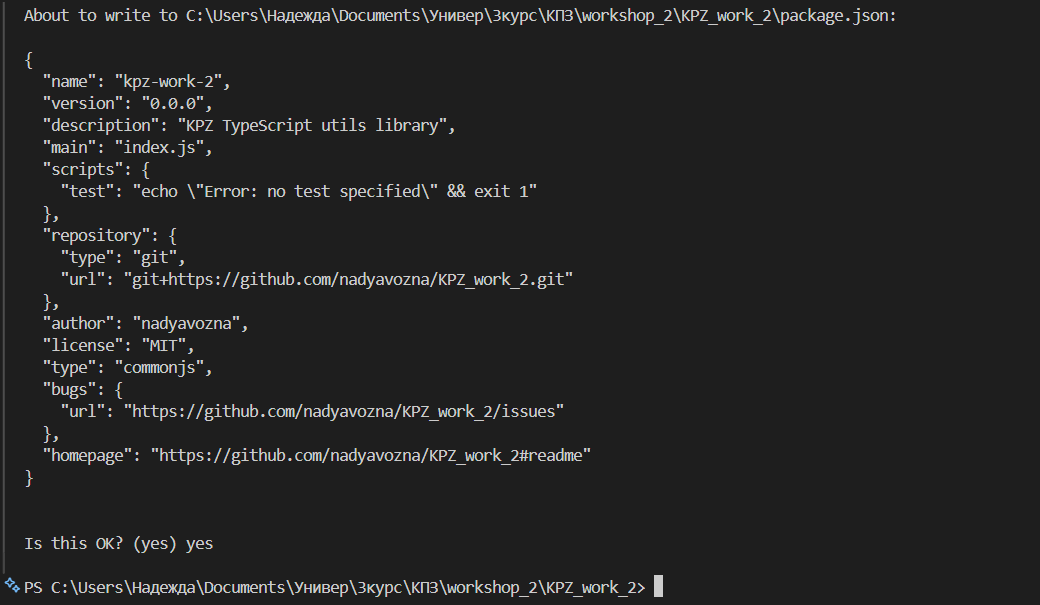 About to write to C:\Users\Надежда\Documents\Универ\3курс\КПЗ\workshop_2\KPZ_work_2\package.json:
{
  "name": "kpz-work-2",
  "version": "0.0.0",
  "description": "KPZ TypeScript utils library",
  "main": "index.js",
  "scripts": {
    "test": "echo \"Error: no test specified\" && exit 1"
  },
  "repository": {
    "type": "git",
    "url": "git+https://github.com/nadyavozna/KPZ_work_2.git"
  },
  "author": "nadyavozna",
  "license": "MIT",
  "type": "commonjs",
  "bugs": {
    "url": "https://github.com/nadyavozna/KPZ_work_2/issues"
  },
  "homepage": "https://github.com/nadyavozna/KPZ_work_2#readme"
}
Is this OK? (yes) yes
PS C:\Users\Надежда\Documents\Универ\3курс\КПЗ\workshop_2\KPZ_work_2>